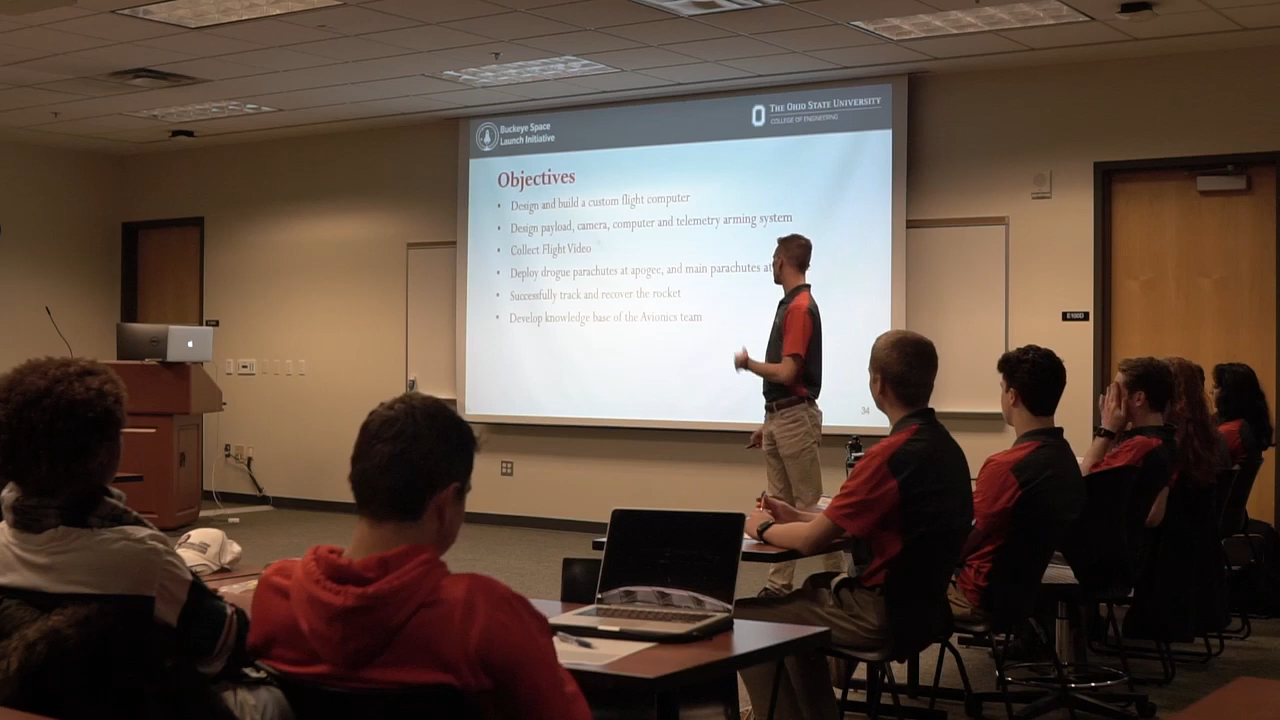 Buckeye Space
Launch Initiative
THE OHIO STATE UNIVERSITY
COLLEGE OF ENGINEERING
Objectives
• Design and build a custom flight computer
• Design payload, camera, computer and telemetry arming system
• Collect Flight Video
• Deploy drogue parachutes at apogee, and main parachutes at
• Successfully track and recover the rocket
• Develop knowledge base of the Avionics team
34
E100D